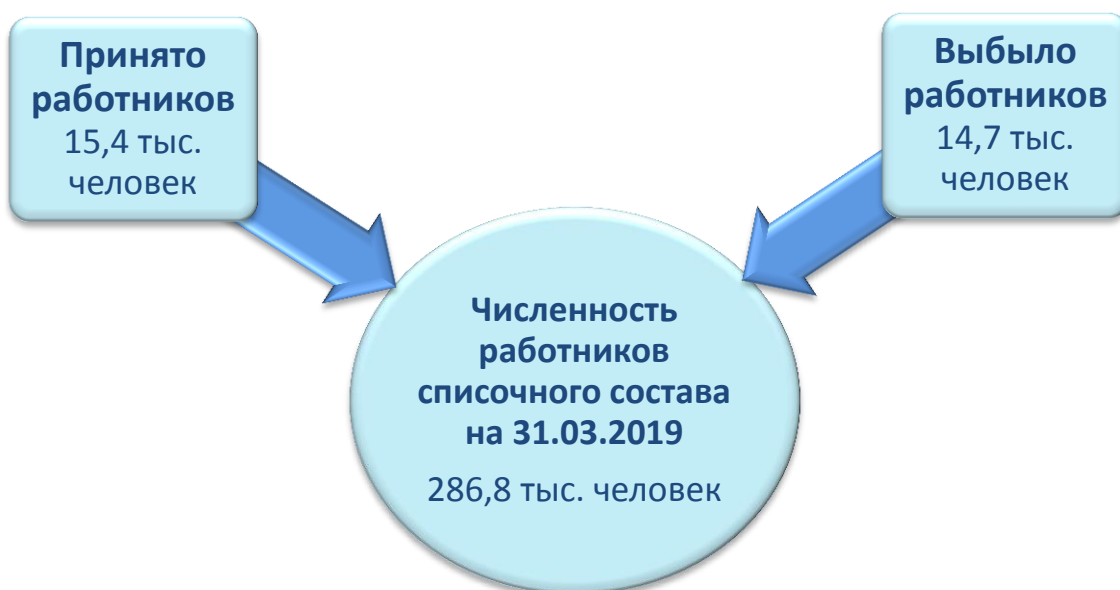 Принято
работников
15,4 тыс.
человек
Выбыло
работников
14,7 тыс.
человек
Численность
работников
списочного состава
на 31.03.2019
286,8 тыс. человек